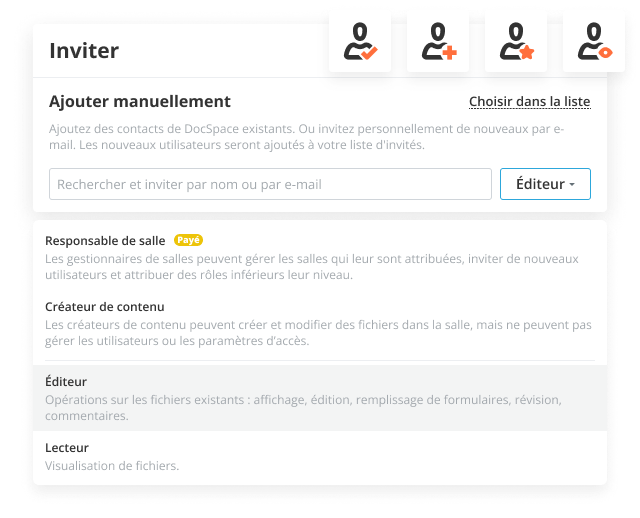 Inviter
Ajouter manuellement
Choisir dans la liste
Ajoutez des contacts de DocSpace existants. Ou invitez personnellement de nouveaux par e-
mail. Les nouveaux utilisateurs seront ajoutés à votre liste d'invités.
Rechercher et inviter par nom ou par e-mail
Éditeur
Responsable de salle Payé
Les gestionnaires de salles peuvent gérer les salles qui leur sont attribuées, inviter de nouveaux
utilisateurs et attribuer des rôles inférieurs leur niveau.
Créateur de contenu
Les créateurs de contenu peuvent créer et modifier des fichiers dans la salle, mais ne peuvent pas
gérer les utilisateurs ou les paramètres d'accès.
Éditeur
Opérations sur les fichiers existants : affichage, édition, remplissage de formulaires, révision,
commentaires.
Lecteur
Visualisation de fichiers.